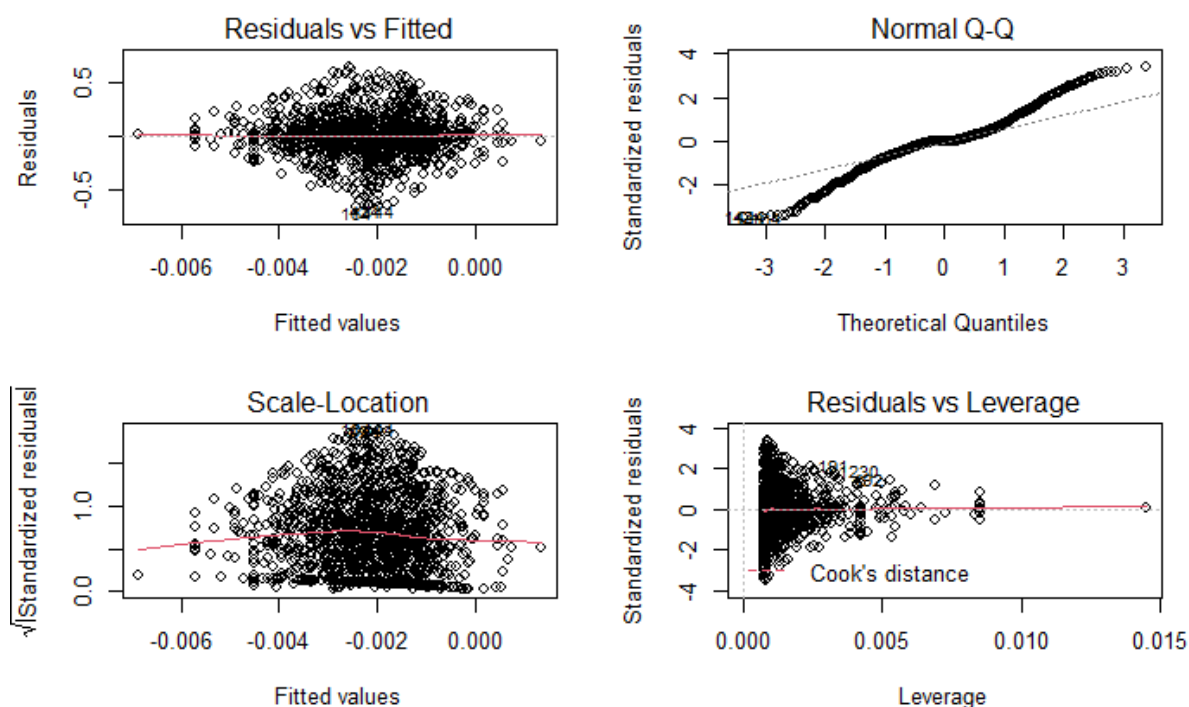 Residuals vs Fitted
Residuals
0.5
-0.5
-0.006
-0.004
-0.002
0.000
Fitted values
Normal Q-Q
Standardized residuals
4
2
0
-2
-3
-2
-1
0
1
2
3
Theoretical Quantiles
Scale-Location
√|Standardized residuals|
1.0
0.0
-0.006
-0.004
-0.002
0.000
Fitted values
Residuals vs Leverage
Standardized residuals
4
2
0
-2
-4
1230
Cook's distance
0.000
0.005
0.010
0.015
Leverage